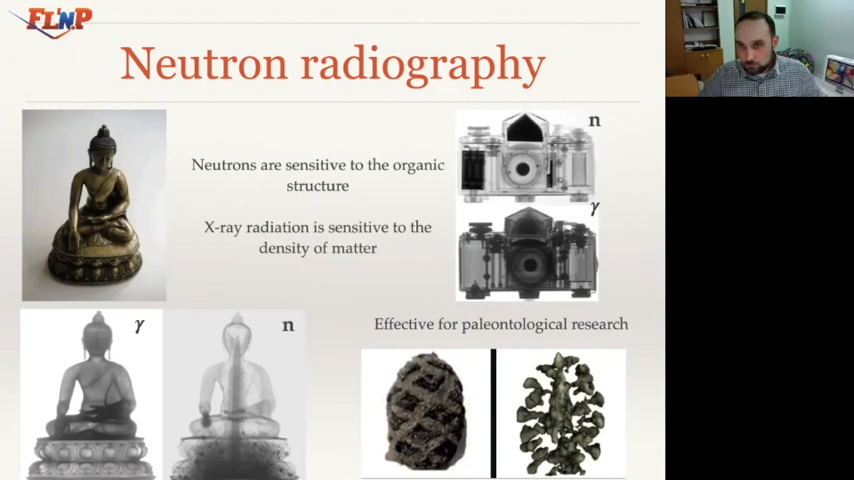 FLNP
Neutron radiography
Neutrons are sensitive to the organic
structure
X-ray radiation is sensitive to the
density of matter
n
γ
γ
n
Effective for paleontological research